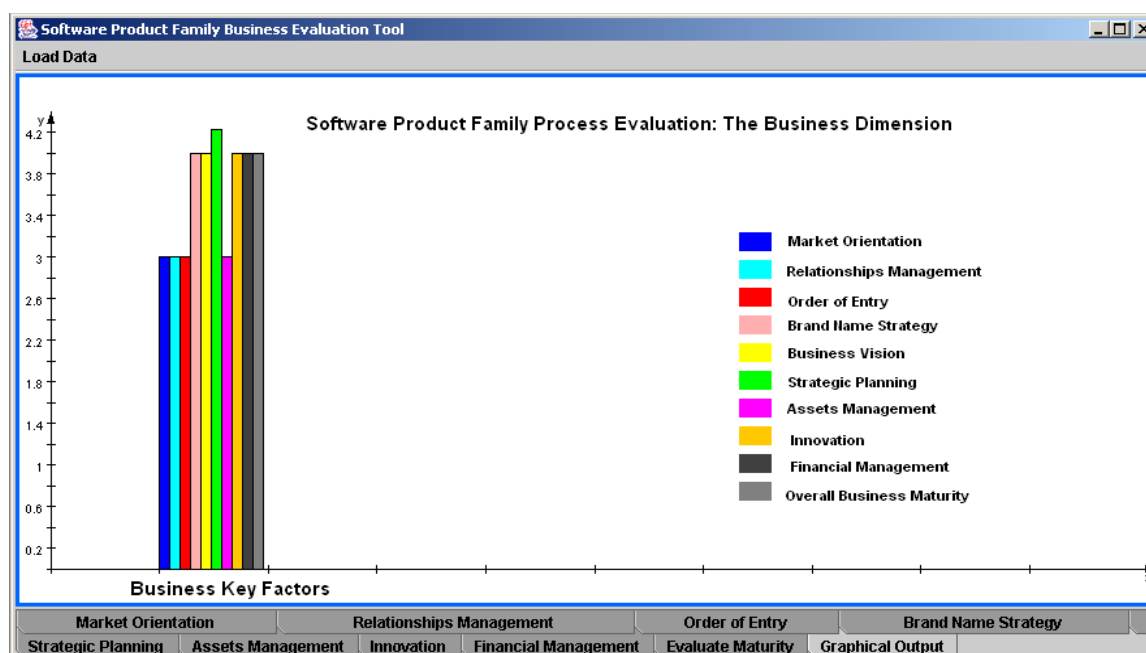 Software Product Family Business Evaluation Tool
Load Data
y
Software Product Family Process Evaluation: The Business Dimension
4.2
3.8
3.4
3
2.6
2.2
1.8
1.4
1
0.6
0.2
Market Orientation
Relationships Management
Order of Entry
Brand Name Strategy
Business Vision
Strategic Planning
Assets Management
Innovation
Financial Management
Overall Business Maturity
Business Key Factors
Market Orientation Relationships Management Order of Entry Brand Name Strategy
Strategic Planning Assets Management Innovation Financial Management Evaluate Maturity Graphical Output